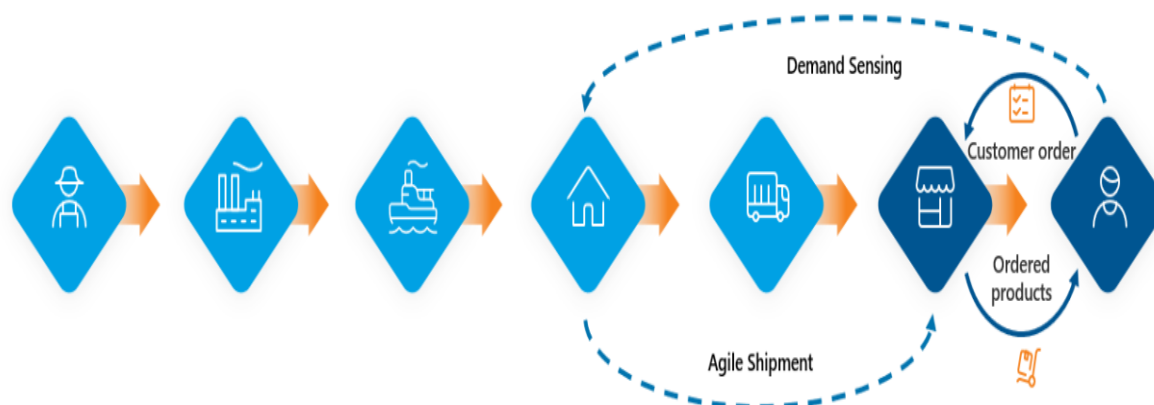 Demand Sensing
Customer order
Ordered
products
Agile Shipment